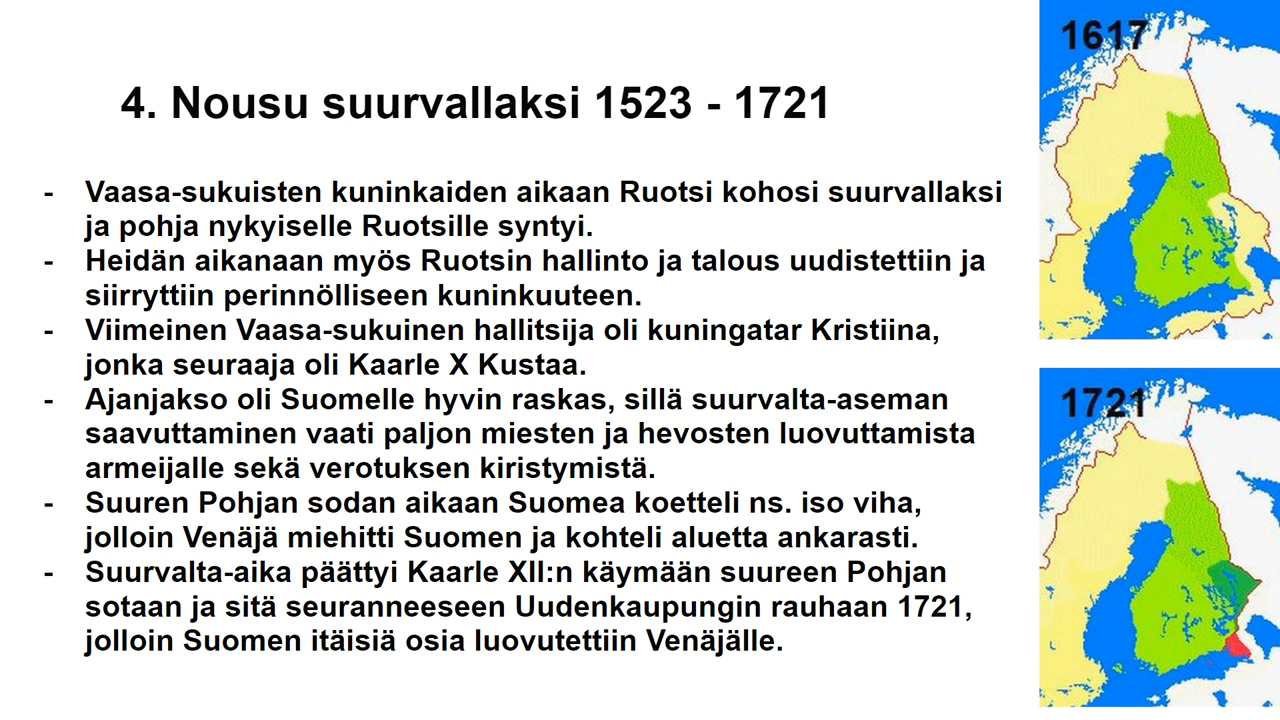 4. Nousu suurvallaksi 1523 - 1721
- Vaasa-sukuisten kuninkaiden aikaan Ruotsi kohosi suurvallaksi
ja pohja nykyiselle Ruotsille syntyi.
- Heidän aikanaan myös Ruotsin hallinto ja talous uudistettiin ja
siirryttiin perinnölliseen kuninkuuteen.
- Viimeinen Vaasa-sukuinen hallitsija oli kuningatar Kristiina,
jonka seuraaja oli Kaarle X Kustaa.
- Ajanjakso oli Suomelle hyvin raskas, sillä suurvalta-aseman
saavuttaminen vaati paljon miesten ja hevosten luovuttamista
armeijalle sekä verotuksen kiristymistä.
- Suuren Pohjan sodan aikaan Suomea koetteli ns. iso viha,
jolloin Venäjä miehitti Suomen ja kohteli aluetta ankarasti.
- Suurvalta-aika päättyi Kaarle XII:n käymään suureen Pohjan
sotaan ja sitä seuranneeseen Uudenkaupungin rauhaan 1721,
jolloin Suomen itäisiä osia luovutettiin Venäjälle.
1617
1721